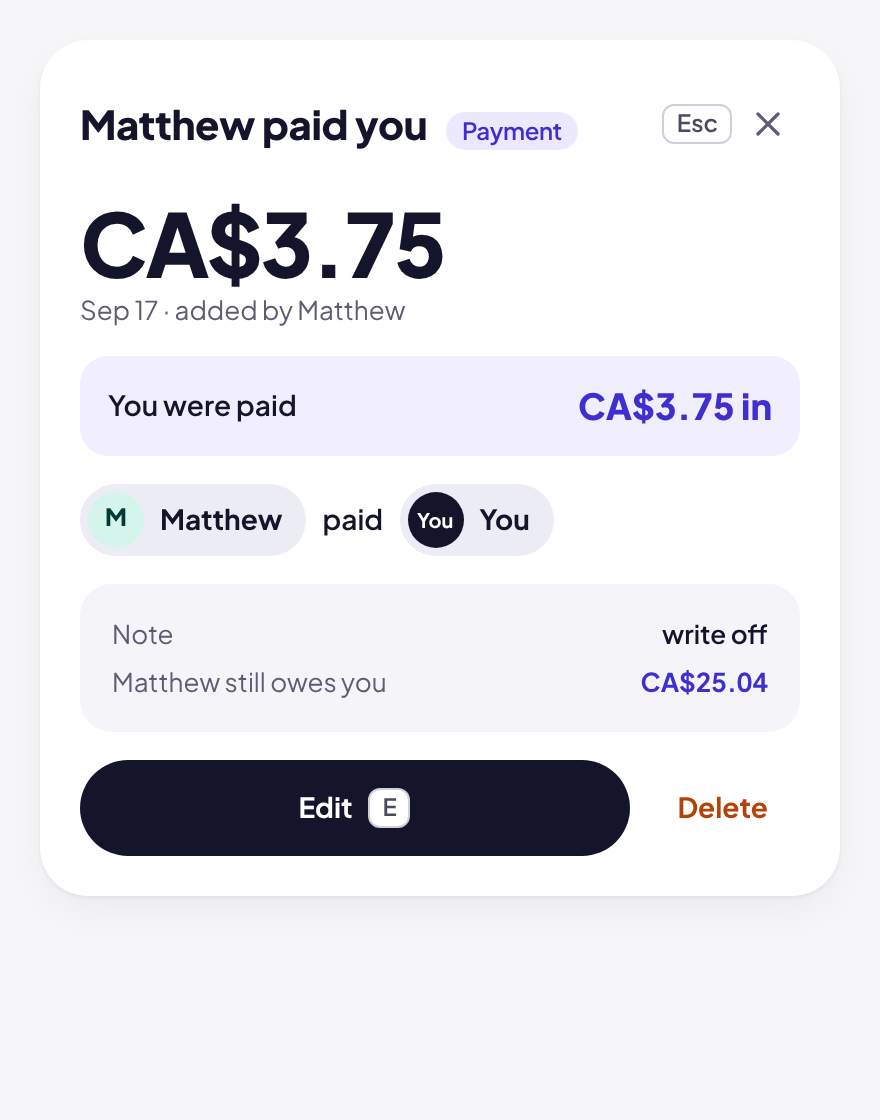 Matthew paid you Payment Esc
CA$3.75
Sep 17 · added by Matthew
You were paid CA$3.75 in
M Matthew paid You You
Note write off
Matthew still owes you CA$25.04
Edit E Delete